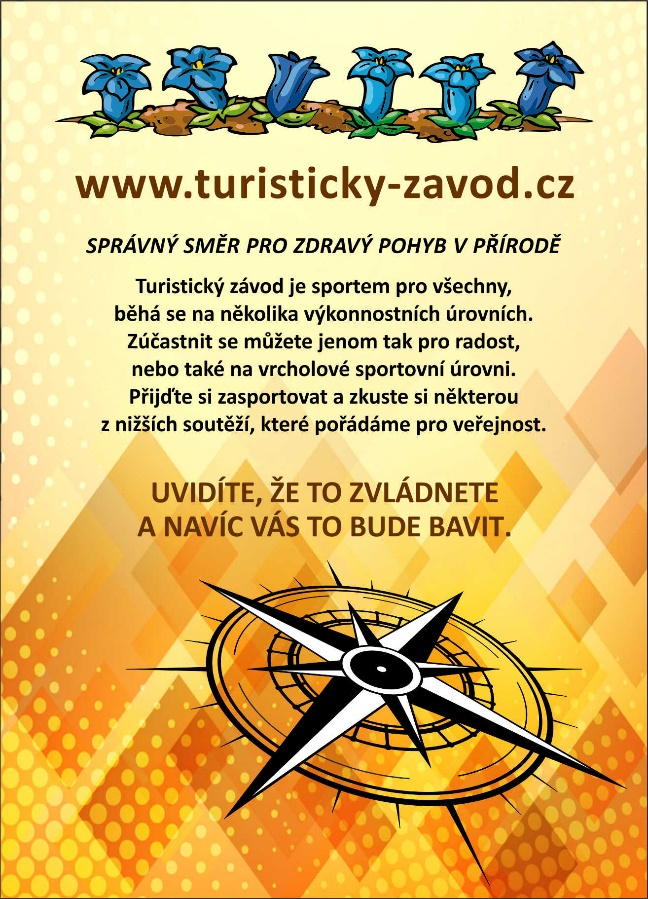 www.turisticky-zavod.cz
SPRÁVNÝ SMĚR PRO ZDRAVÝ POHYB V PŘÍRODĚ
Turistický závod je sportem pro všechny,
běhá se na několika výkonnostních úrovních.
Zúčastnit se můžete jenom tak pro radost,
nebo také na vrcholové sportovní úrovni.
Přijďte si zasportovat a zkuste si některou
z nižších soutěží, které pořádáme pro veřejnost.
UVIDÍTE, ŽE TO ZVLÁDNETE
A NAVÍC VÁS TO BUDE BAVIT.